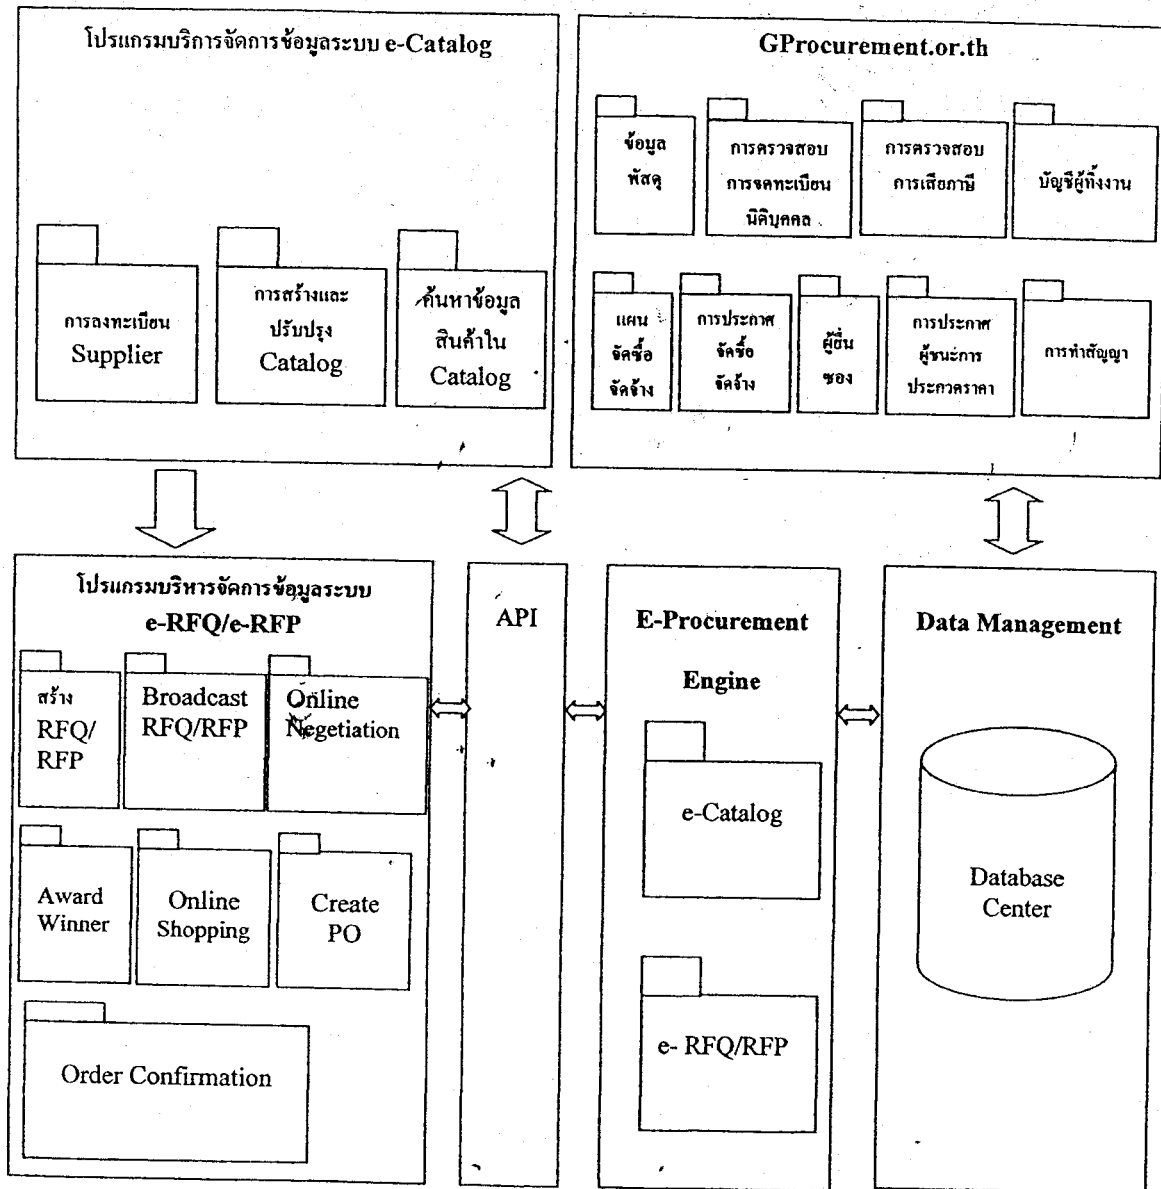 โปรแกรมบริการจัดการข้อมูลระบบ e-Catalog
การลงทะเบียน
Supplier
การสร้างและ
ปรับปรุง
Catalog
ค้นหาข้อมูล
สินค้าใน
Catalog
GProcurement.or.th
ข้อมูล
พัสดุ
การตรวจสอบ
การจดทะเบียน
นิติบุคคล
การตรวจสอบ
การเสียภาษี
บัญชีผู้ทิ้งงาน
แผน
จัดซื้อ
จัดจ้าง
การประกาศ
จัดซื้อ
จัดจ้าง
ผู้ยื่น
ซอง
การประกาศ
ผู้ชนะการ
ประกวดราคา
การทำสัญญา
โปรแกรมบริหารจัดการข้อมูลระบบ
e-RFQ/e-RFP
สร้าง
RFQ/
RFP
Broadcast
RFQ/RFP
Online
Negetiation
Award
Winner
Online
Shopping
Create
PO
Order Confirmation
API
E-Procurement
Engine
e-Catalog
e- RFQ/RFP
Data Management
Database
Center